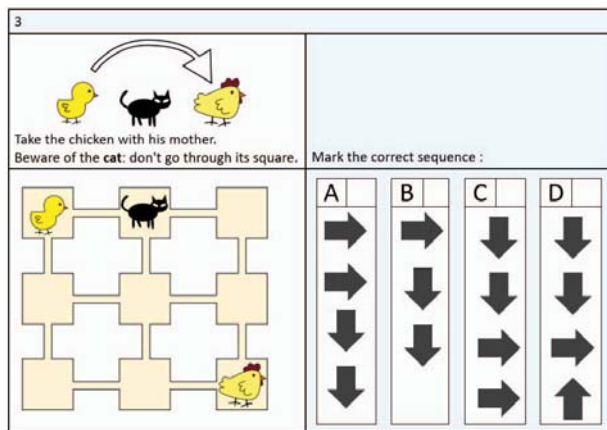 3
Take the chicken with his mother.
Beware of the cat: don't go through its square.
Mark the correct sequence :
A B C D